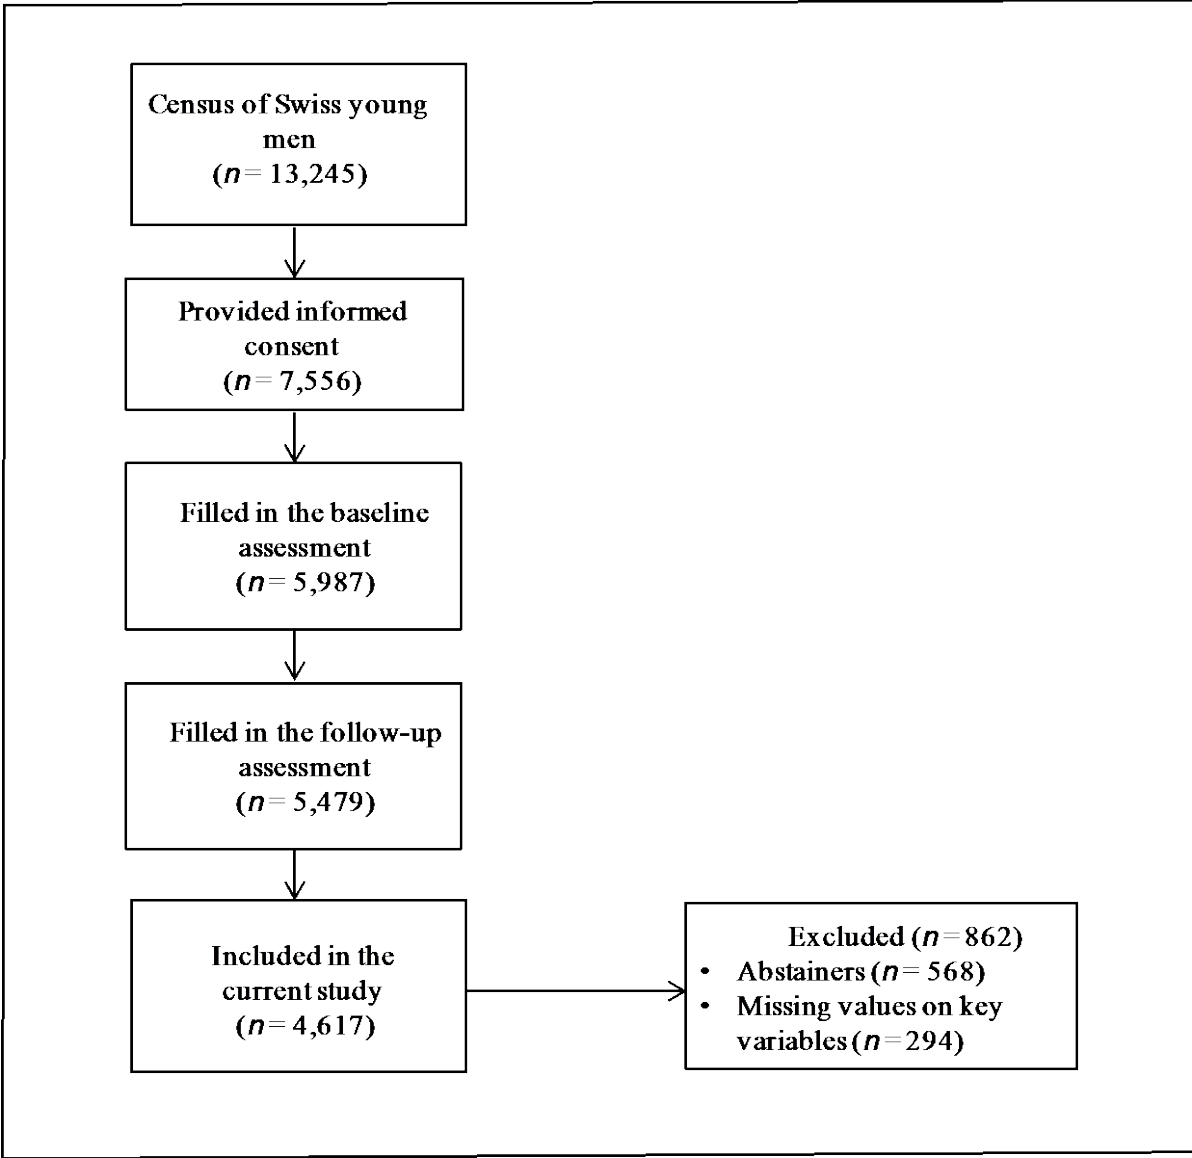 Census of Swiss young
men
(n = 13,245)
Provided informed
consent
(n = 7,556)
Filled in the baseline
assessment
(n = 5,987)
Filled in the follow-up
assessment
(n = 5,479)
Included in the
current study
(n = 4,617)
Excluded (n = 862)
• Abstainers (n = 568)
• Missing values on key
variables (n = 294)